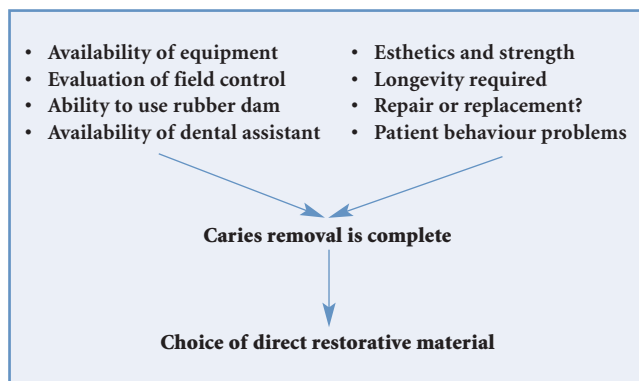 • Availability of equipment
• Evaluation of field control
• Ability to use rubber dam
• Availability of dental assistant
• Esthetics and strength
• Longevity required
• Repair or replacement?
• Patient behaviour problems
Caries removal is complete
Choice of direct restorative material